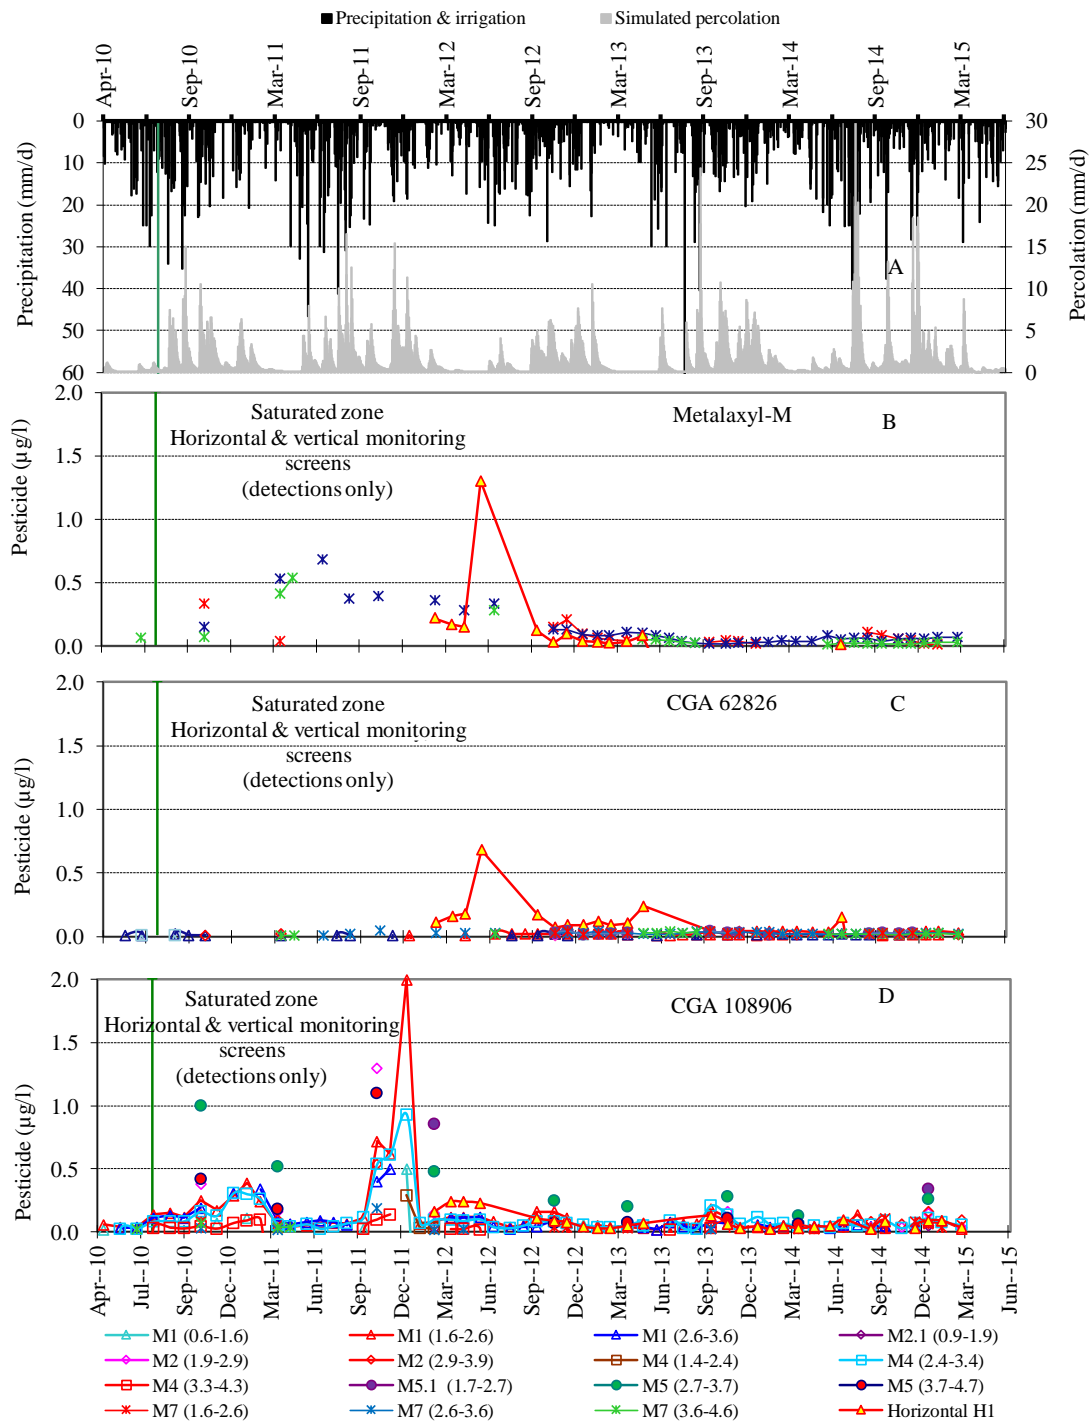 Precipitation & irrigation
Simulated percolation
Apr-10
Sep-10
Mar-11
Sep-11
Mar-12
Sep-12
Mar-13
Sep-13
Mar-14
Sep-14
Mar-15
Precipitation (mm/d)
0
10
20
30
40
50
60
30
25
20
15
10
5
0
Percolation (mm/d)
A
Pesticide (µg/l)
2.0
1.5
1.0
0.5
0.0
Saturated zone
Horizontal & vertical monitoring
screens
(detections only)
Metalaxyl-M
B
Pesticide (µg/l)
2.0
1.5
1.0
0.5
0.0
Saturated zone
Horizontal & vertical monitoring
screens
(detections only)
CGA 62826
C
Pesticide (µg/l)
2.0
1.5
1.0
0.5
0.0
Saturated zone
Horizontal & vertical monitoring
screens
(detections only)
CGA 108906
D
Apr--10
Jul--10
Sep--10
Dec--10
Mar--11
Jun--11
Sep--11
Dec--11
Mar--12
Jun--12
Sep--12
Dec--12
Mar--13
Jun--13
Sep--13
Dec--13
Mar--14
Jun--14
Sep--14
Dec--14
Mar--15
Jun--15
M1 (0.6-1.6)
M1 (1.6-2.6)
M1 (2.6-3.6)
M2.1 (0.9-1.9)
M2 (1.9-2.9)
M2 (2.9-3.9)
M4 (1.4-2.4)
M4 (2.4-3.4)
M4 (3.3-4.3)
M5.1 (1.7-2.7)
M5 (2.7-3.7)
M5 (3.7-4.7)
M7 (1.6-2.6)
M7 (2.6-3.6)
M7 (3.6-4.6)
Horizontal H1